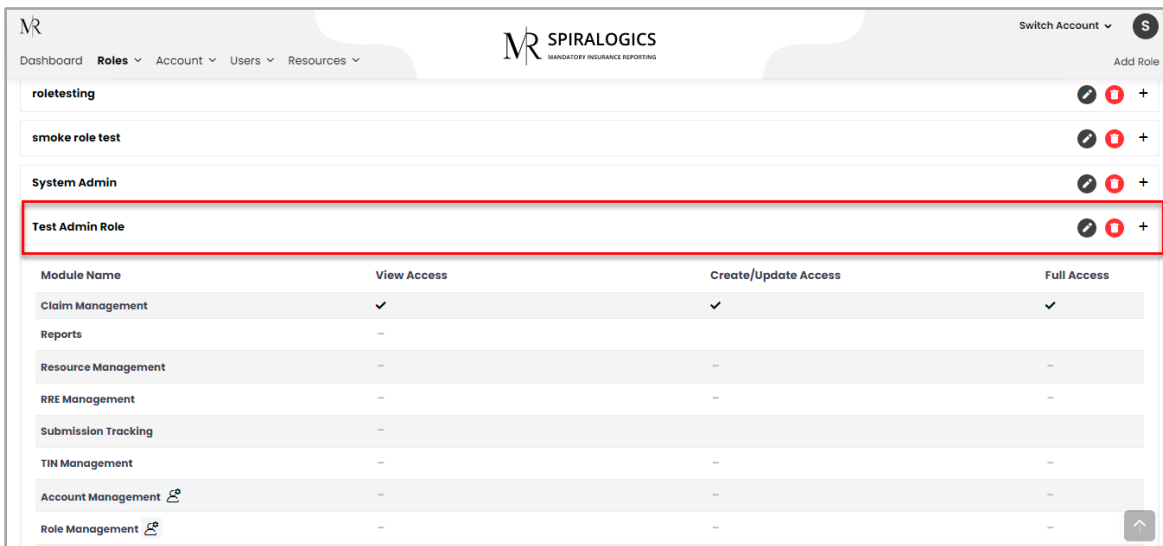 MR
Switch Account
S
MR SPIRALOGICS
MANDATORY INSURANCE REPORTING
Dashboard Roles Account Users Resources
Add Role
roletesting
+
smoke role test
+
System Admin
+
Test Admin Role
+
Module Name View Access Create/Update Access Full Access
Claim Management ✓ ✓ ✓
Reports –
Resource Management – – –
RRE Management – – –
Submission Tracking –
TIN Management – – –
Account Management – – –
Role Management – – –